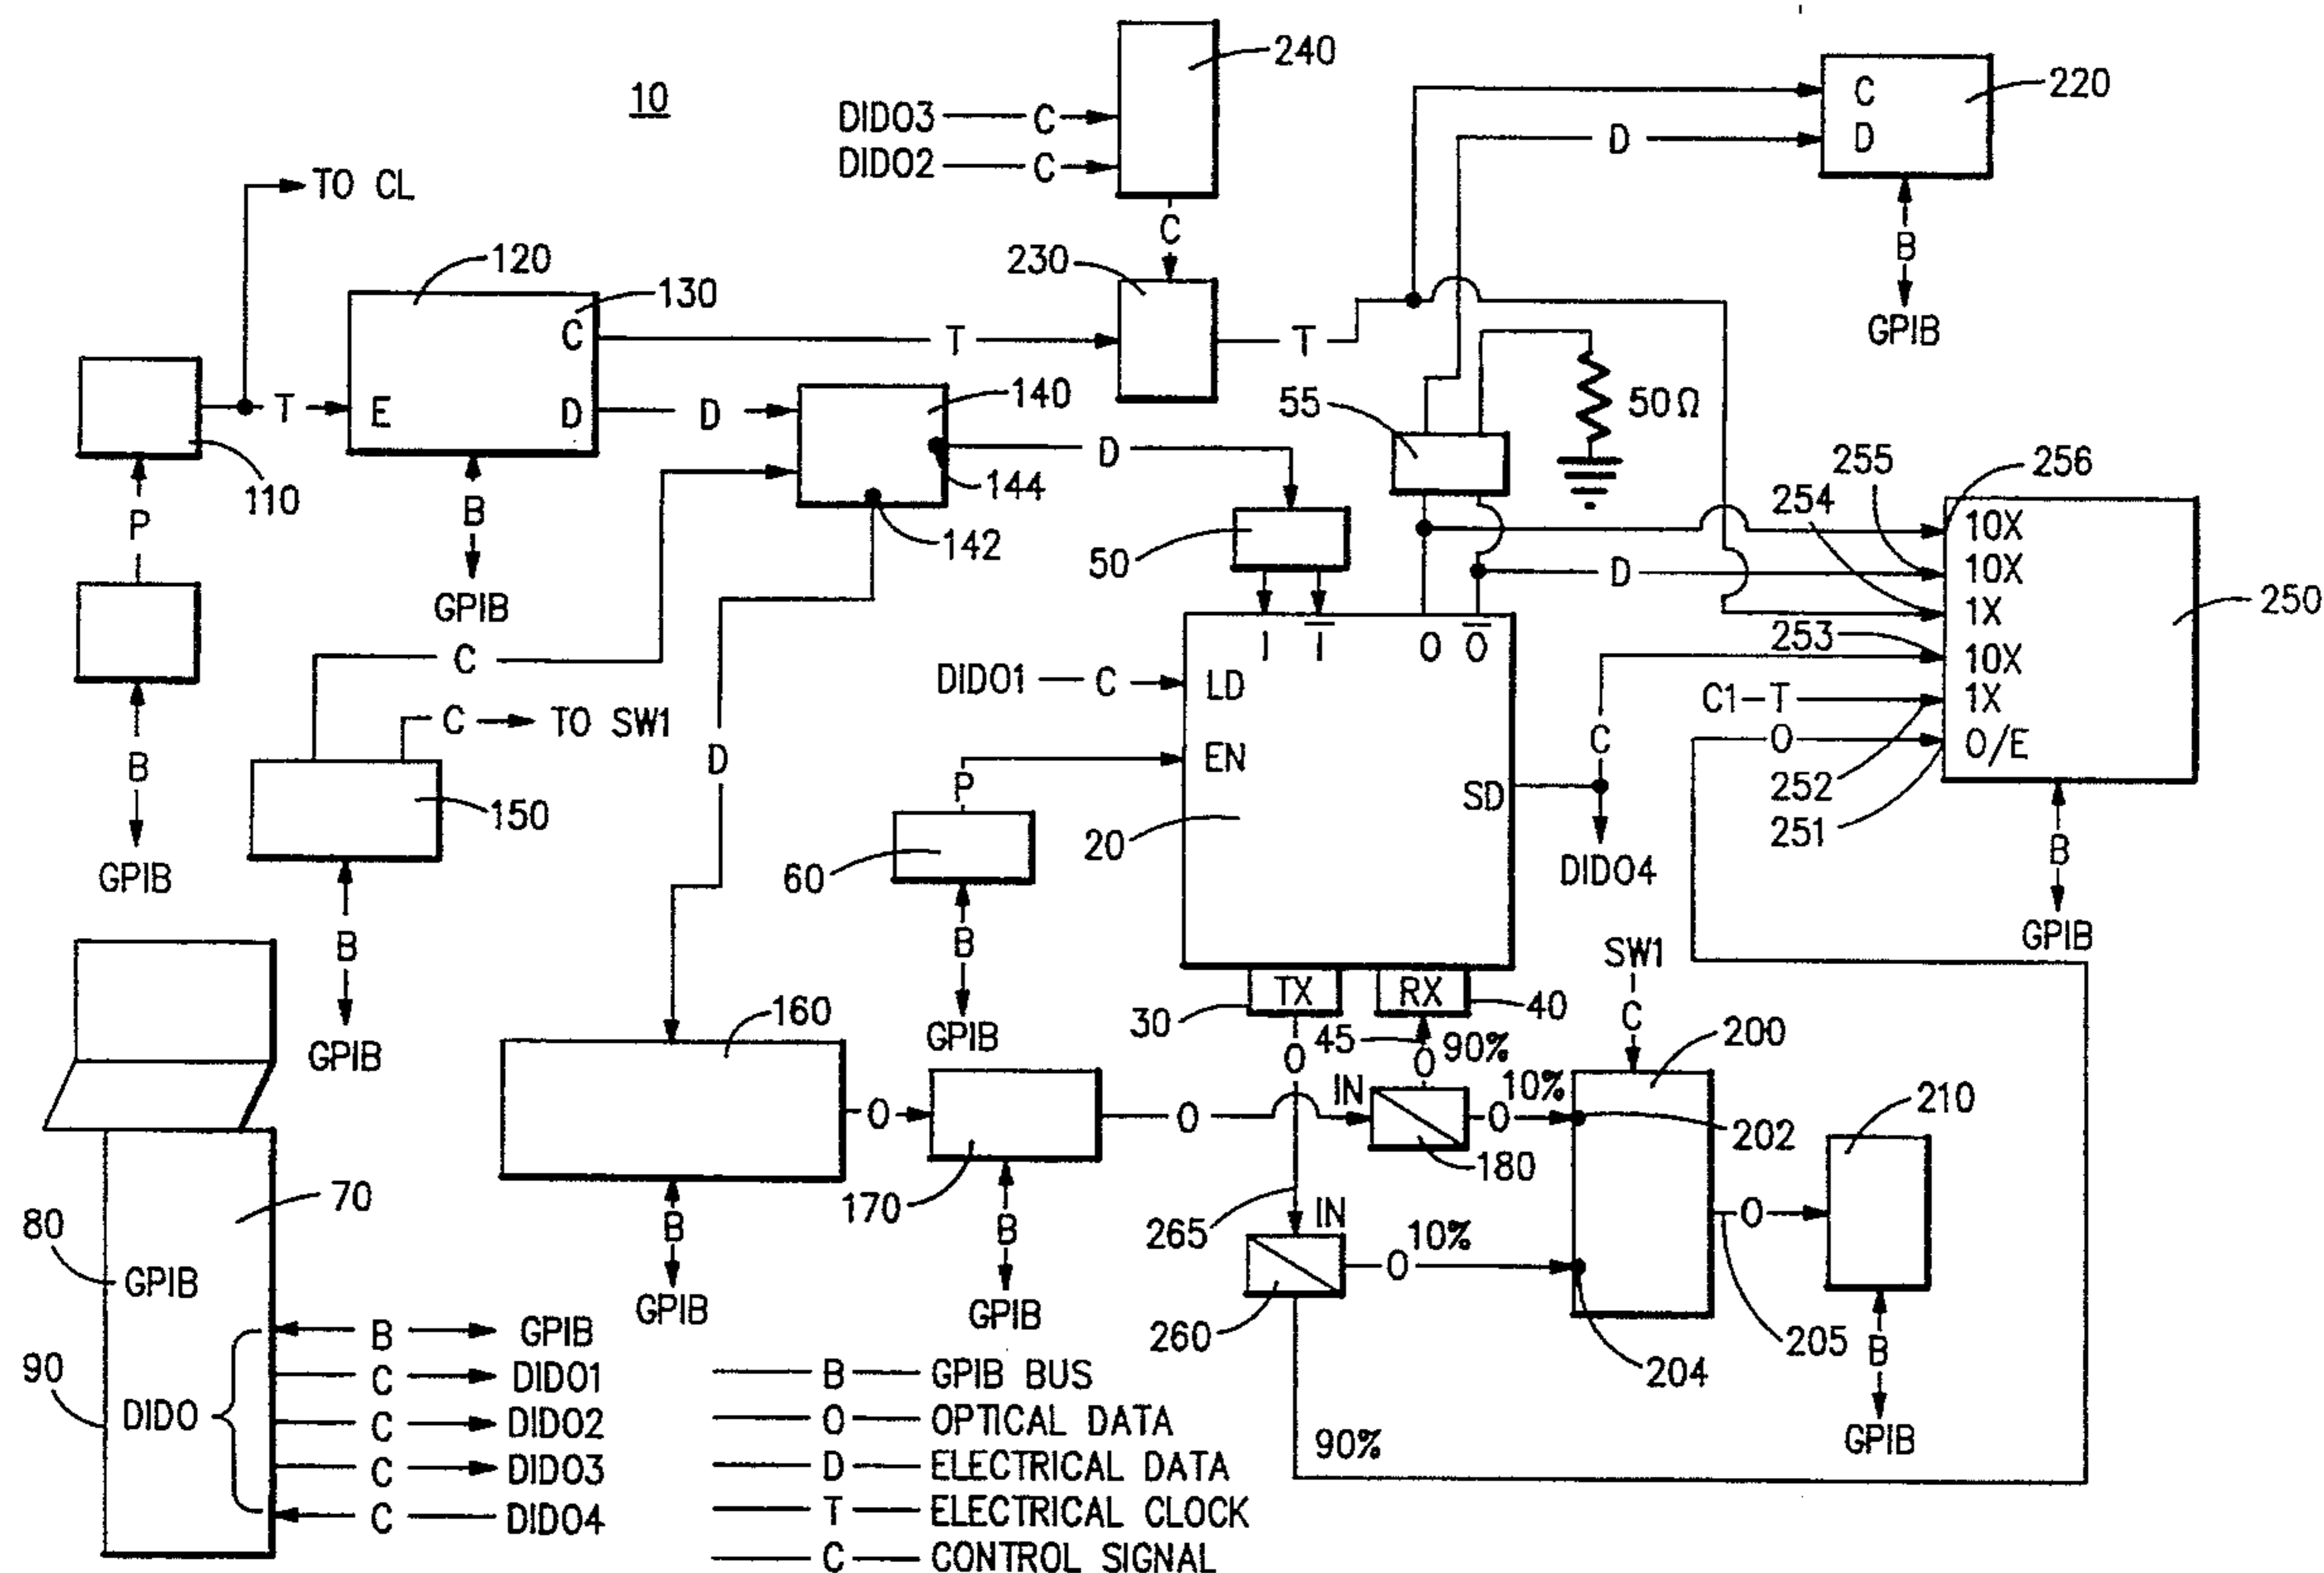 10
240
DIDO3 C
DIDO2 C
C
220
C
D
D
B
GPIB
TO CL
120
130
C
E
D
T
110
P
B
GPIB
B
GPIB
T
230
T
140
D
D
144
142
50
55
50Ω
C
C TO SW1
150
B
GPIB
D
254
255
256
10X
10X
1X
253
10X
1X
O/E
250
D
C1-T
O
252
251
B
GPIB
I
I
O
O
DIDO1 C LD
EN
SD
20
P
60
B
GPIB
C
DIDO4
TX
RX
30
40
O
45
O
90%
160
O
170
O
IN
180
10%
O
SW1
C
200
202
210
O
205
B
GPIB
B
GPIB
B
GPIB
265
IN
260
10%
O
204
90%
70
80
GPIB
90
DIDO
B GPIB
C DIDO1
C DIDO2
C DIDO3
C DIDO4
B GPIB BUS
O OPTICAL DATA
D ELECTRICAL DATA
T ELECTRICAL CLOCK
C CONTROL SIGNAL